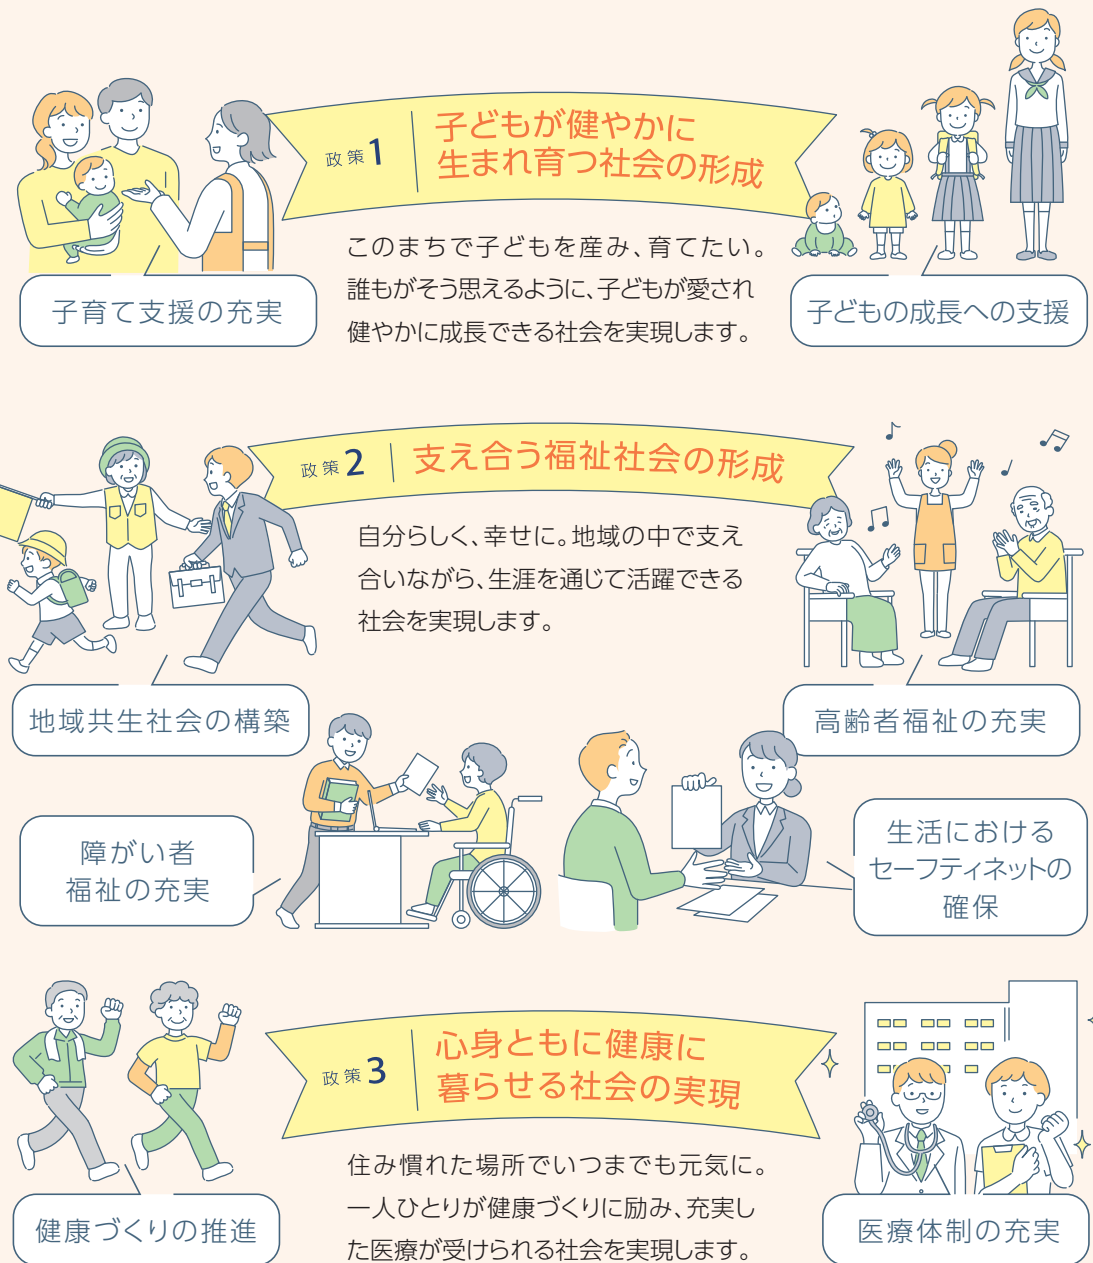 政策1
子どもが健やかに
生まれ育つ社会の形成
このまちで子どもを産み、育てたい。
誰もがそう思えるように、子どもが愛され
健やかに成長できる社会を実現します。
子育て支援の充実
子どもの成長への支援
政策2
支え合う福祉社会の形成
自分らしく、幸せに。地域の中で支え
合いながら、生涯を通じて活躍できる
社会を実現します。
地域共生社会の構築
高齢者福祉の充実
障がい者
福祉の充実
生活における
セーフティネットの
確保
政策3
心身ともに健康に
暮らせる社会の実現
住み慣れた場所でいつまでも元気に。
一人ひとりが健康づくりに励み、充実し
た医療が受けられる社会を実現します。
健康づくりの推進
医療体制の充実